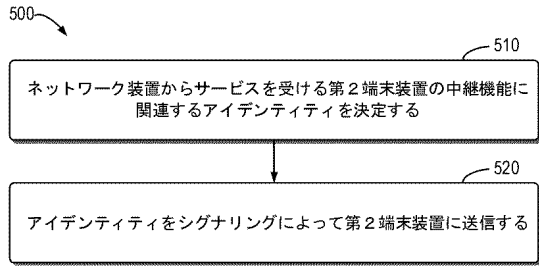 500
510
ネットワーク装置からサービスを受ける第２端末装置の中継機能に
関連するアイデンティティを決定する
520
アイデンティティをシグナリングによって第２端末装置に送信する